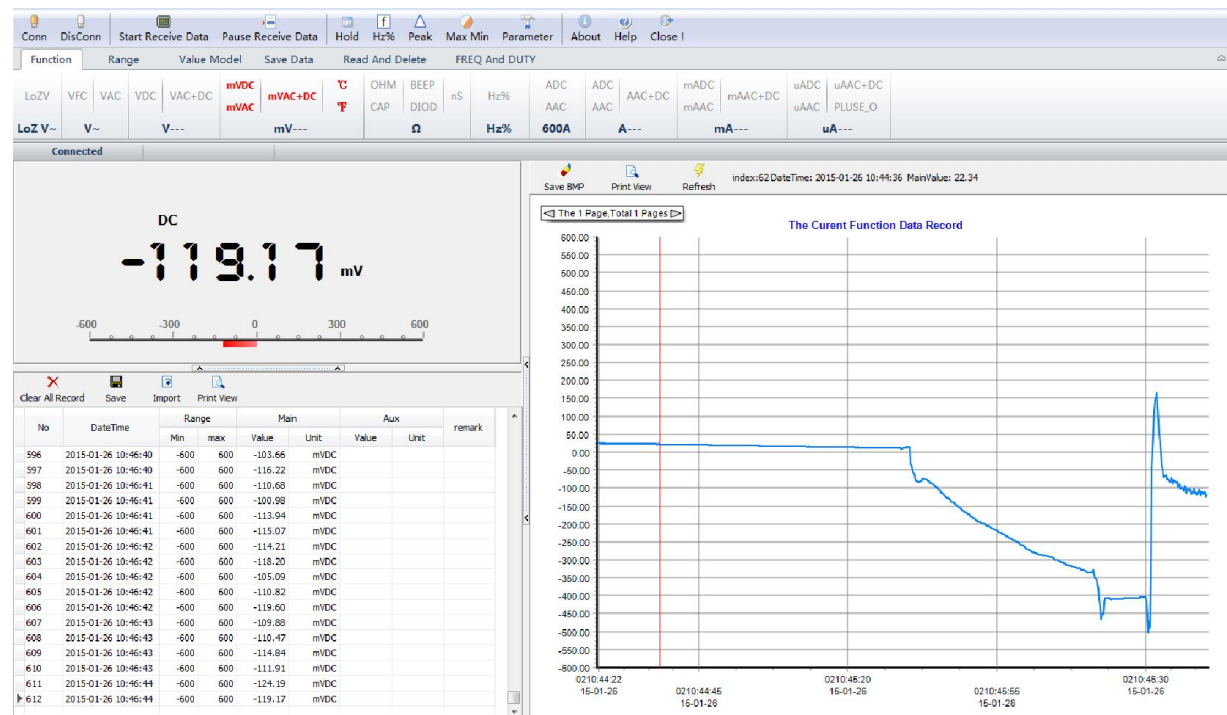 Conn DisConn Start Receive Data Pause Receive Data Hold Hz% Peak Max Min Parameter About Help Close !
Function Range Value Model Save Data Read And Delete FREQ And DUTY
LoZV VFC VAC VDC VAC+DC mVDC mVAC mVAC+DC ℃ ℉ OHM CAP BEEP DIOD nS Hz% ADC AAC ADC AAC AAC+DC mADC mAAC mAAC+DC uADC uAAC uAAC+DC PLUSE_O
LoZ V~ V~ V--- mV--- Ω Hz% 600A A--- mA--- uA---
Connected
DC
-119.17 mV
-600 -300 0 300 600
Clear All Record Save Import Print View
No DateTime Range Main Aux remark
Min max Value Unit Value Unit
596 2015-01-26 10:46:40 -600 600 -103.66 mVDC
597 2015-01-26 10:46:40 -600 600 -116.22 mVDC
598 2015-01-26 10:46:41 -600 600 -110.68 mVDC
599 2015-01-26 10:46:41 -600 600 -100.98 mVDC
600 2015-01-26 10:46:41 -600 600 -113.94 mVDC
601 2015-01-26 10:46:41 -600 600 -115.07 mVDC
602 2015-01-26 10:46:42 -600 600 -114.21 mVDC
603 2015-01-26 10:46:42 -600 600 -118.20 mVDC
604 2015-01-26 10:46:42 -600 600 -105.09 mVDC
605 2015-01-26 10:46:42 -600 600 -110.82 mVDC
606 2015-01-26 10:46:42 -600 600 -119.60 mVDC
607 2015-01-26 10:46:43 -600 600 -109.88 mVDC
608 2015-01-26 10:46:43 -600 600 -110.47 mVDC
609 2015-01-26 10:46:43 -600 600 -114.84 mVDC
610 2015-01-26 10:46:43 -600 600 -111.91 mVDC
611 2015-01-26 10:46:44 -600 600 -124.19 mVDC
612 2015-01-26 10:46:44 -600 600 -119.17 mVDC
Save BMP Print View Refresh index:62 DateTime: 2015-01-26 10:44:36 MainValue: 22.34
The 1 Page,Total 1 Pages
The Curent Function Data Record
600.00
550.00
500.00
450.00
400.00
350.00
300.00
250.00
200.00
150.00
100.00
50.00
0.00
-50.00
-100.00
-150.00
-200.00
-250.00
-300.00
-350.00
-400.00
-450.00
-500.00
-550.00
-600.00
0210:44:22 0210:45:20 0210:46:30
15-01-26 0210:44:45 15-01-26 0210:45:55 15-01-26
15-01-26 15-01-26